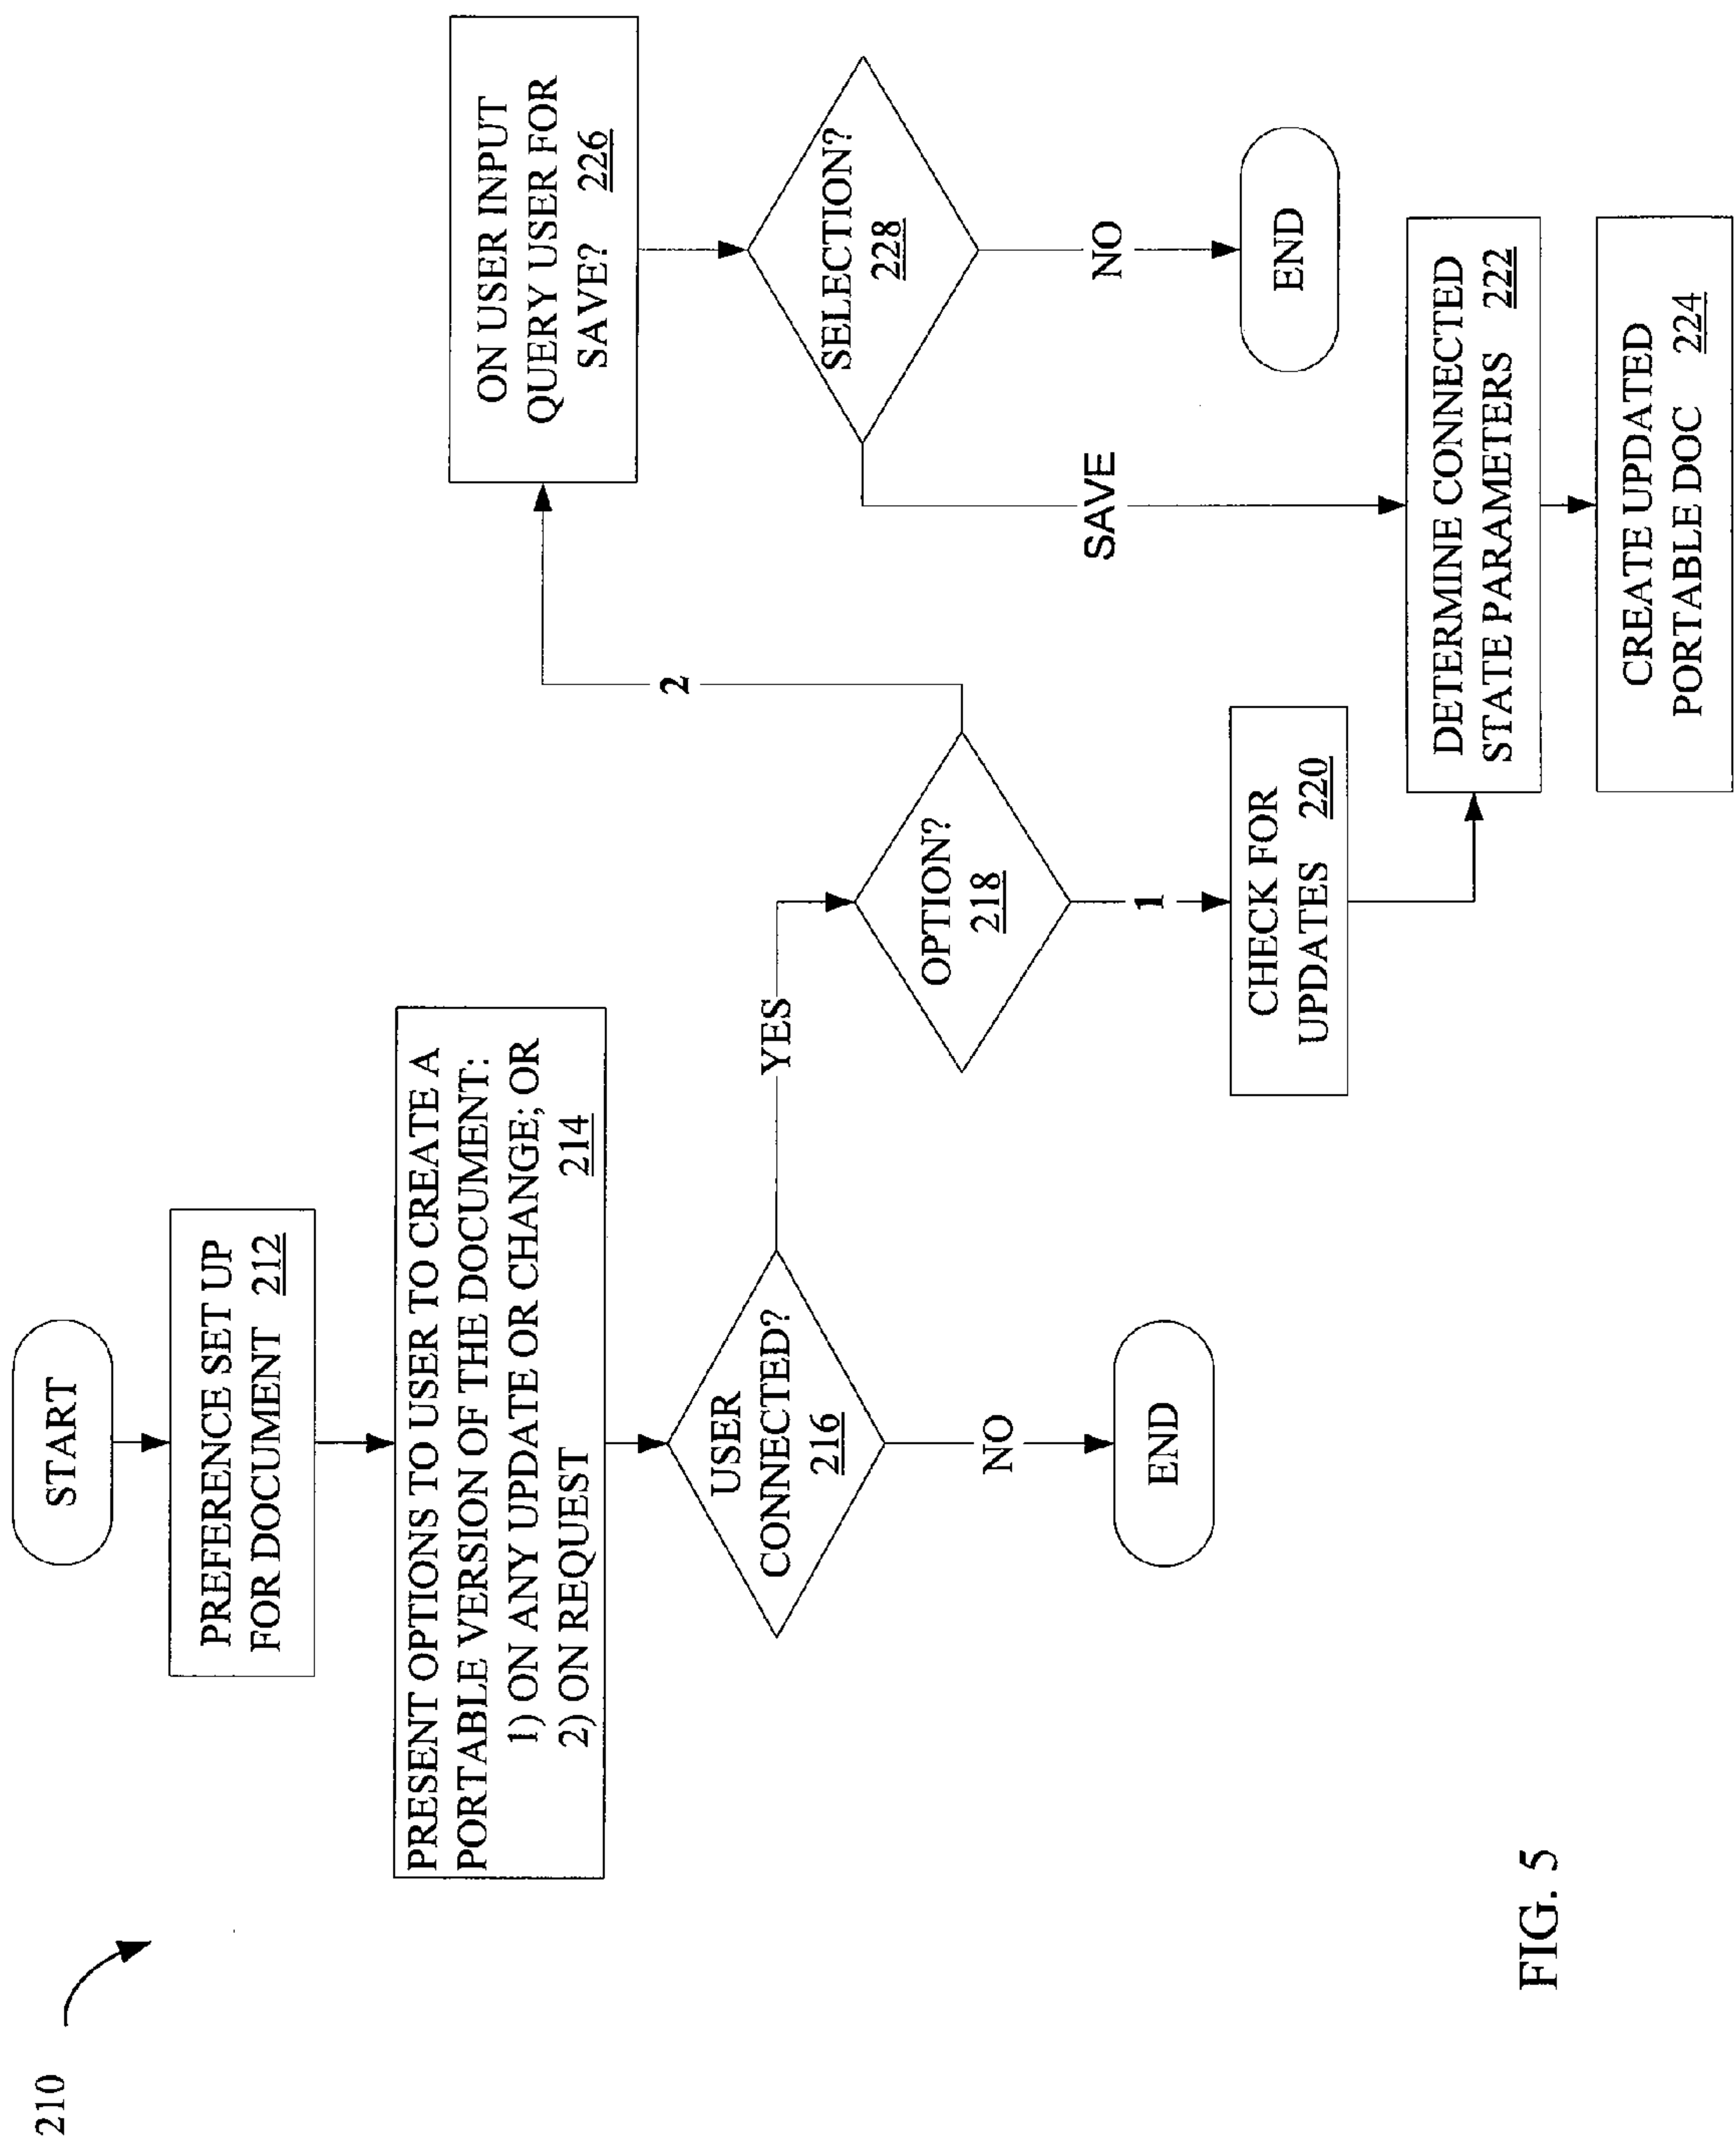 210
START
PREFERENCE SET UP
FOR DOCUMENT 212
PRESENT OPTIONS TO USER TO CREATE A
PORTABLE VERSION OF THE DOCUMENT:
1) ON ANY UPDATE OR CHANGE; OR
2) ON REQUEST 214
USER
CONNECTED?
216
NO
END
YES
OPTION?
218
1
CHECK FOR
UPDATES 220
2
ON USER INPUT
QUERY USER FOR
SAVE? 226
SELECTION?
228
NO
END
SAVE
DETERMINE CONNECTED
STATE PARAMETERS 222
CREATE UPDATED
PORTABLE DOC 224
FIG. 5